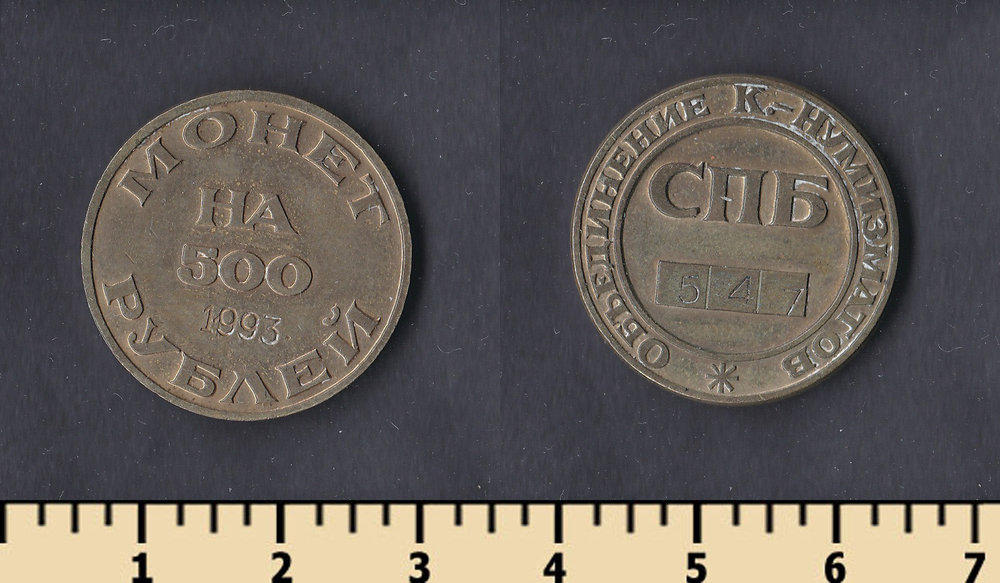 МОНЕТ
НА
500
1993
РУБЛЕЙ
ОБЪЕДИНЕНИЕ К.-НУМИЗМАТОВ
СПБ
5 4 7
1 2 3 4 5 6 7